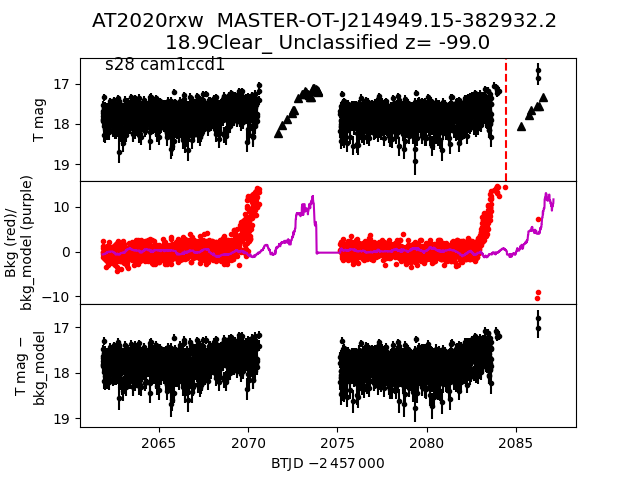 AT2020rxw  MASTER-OT-J214949.15-382932.2
18.9Clear_ Unclassified z= -99.0
s28 cam1ccd1
17
18
19
T mag
10
0
−10
Bkg (red)/
bkg_model (purple)
17
18
19
T mag −
bkg_model
2065
2070
2075
2080
2085
BTJD −2 457 000